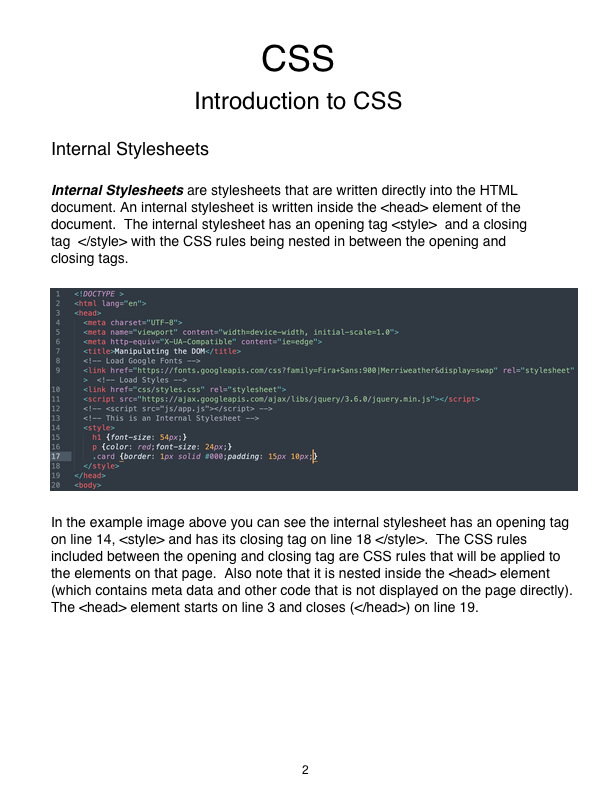 CSS
Introduction to CSS
Internal Stylesheets
Internal Stylesheets are stylesheets that are written directly into the HTML
document. An internal stylesheet is written inside the <head> element of the
document.  The internal stylesheet has an opening tag <style>  and a closing
tag  </style> with the CSS rules being nested in between the opening and
closing tags.
1 <!DOCTYPE >
2 <html lang="en">
3 <head>
4 <meta charset="UTF-8">
5 <meta name="viewport" content="width=device-width, initial-scale=1.0">
6 <meta http-equiv="X-UA-Compatible" content="ie=edge">
7 <title>Manipulating the DOM</title>
8 <!-- Load Google Fonts -->
9 <link href="https://fonts.googleapis.com/css?family=Fira+Sans:900|Merriweather&display=swap" rel="stylesheet"
>  <!-- Load Styles -->
10 <link href="css/styles.css" rel="stylesheet">
11 <script src="https://ajax.googleapis.com/ajax/libs/jquery/3.6.0/jquery.min.js"></script>
12 <!-- <script src="js/app.js"></script> -->
13 <!-- This is an Internal Stylesheet -->
14 <style>
15 h1 {font-size: 54px;}
16 p {color: red;font-size: 24px;}
17 .card {border: 1px solid #000;padding: 15px 10px;}
18 </style>
19 </head>
20 <body>
In the example image above you can see the internal stylesheet has an opening tag
on line 14, <style> and has its closing tag on line 18 </style>.  The CSS rules
included between the opening and closing tag are CSS rules that will be applied to
the elements on that page.  Also note that it is nested inside the <head> element
(which contains meta data and other code that is not displayed on the page directly).
The <head> element starts on line 3 and closes (</head>) on line 19.
2